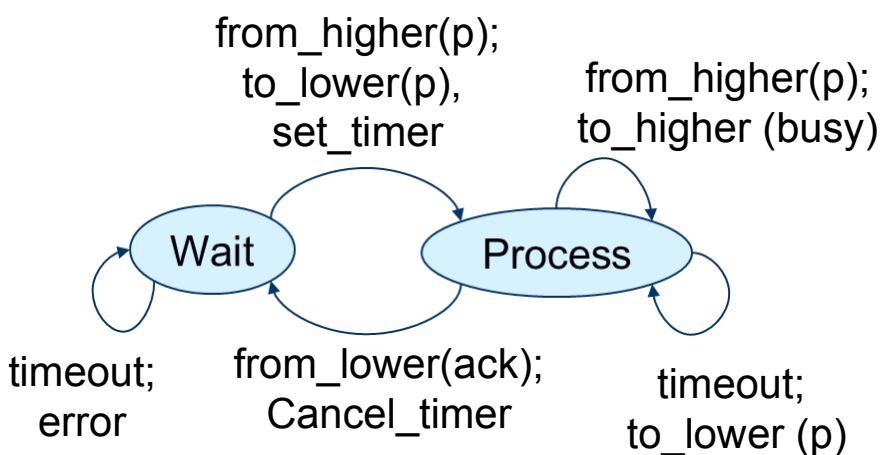 from_higher(p);
to_lower(p),
set_timer
from_higher(p);
to_higher (busy)
Wait
Process
timeout;
error
from_lower(ack);
Cancel_timer
timeout;
to_lower (p)